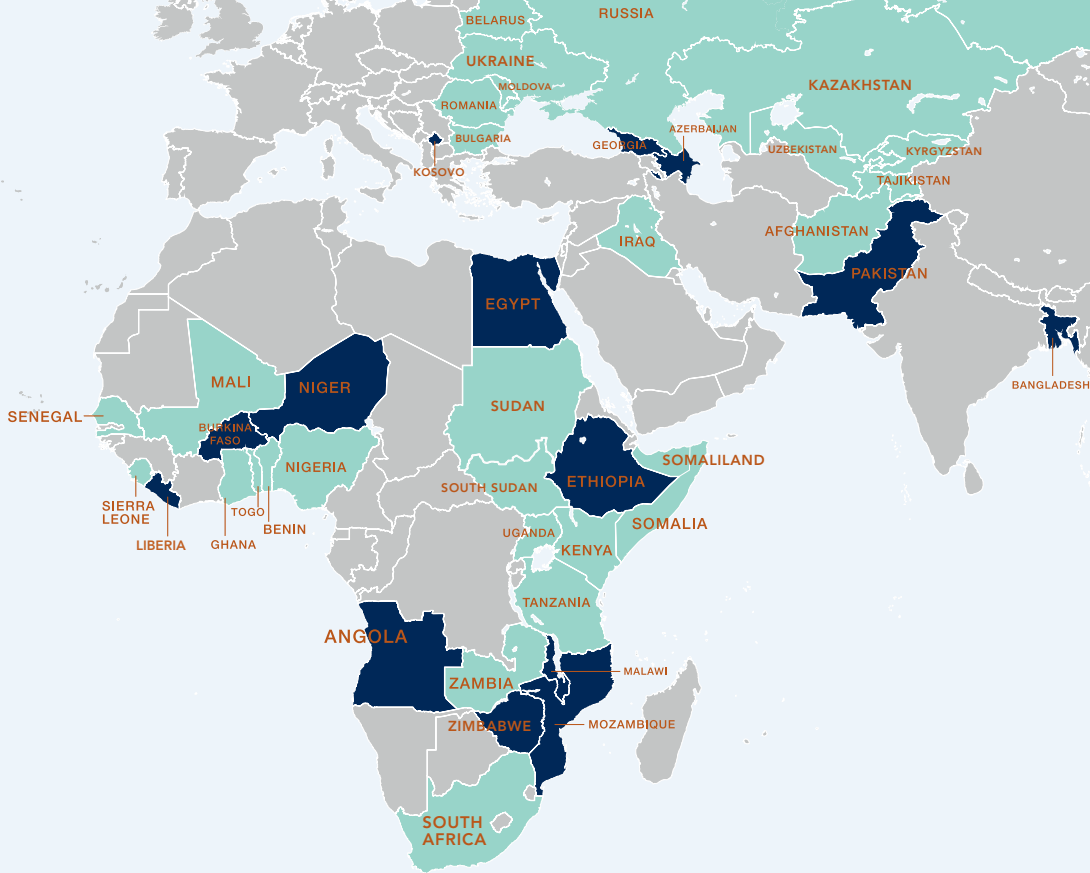 RUSSIA
BELARUS
UKRAINE
KAZAKHSTAN
MOLDOVA
ROMANIA
AZERBAIJAN
BULGARIA
GEORGIA
UZBEKISTAN
KYRGYZSTAN
KOSOVO
TAJIKISTAN
AFGHANISTAN
IRAQ
PAKISTAN
EGYPT
MALI
NIGER
BANGLADESH
SUDAN
SENEGAL
BURKINA
FASO
SOMALILAND
NIGERIA
ETHIOPIA
SOUTH SUDAN
SIERRA
LEONE
TOGO
SOMALIA
BENIN
UGANDA
LIBERIA
GHANA
KENYA
TANZANIA
ANGOLA
MALAWI
ZAMBIA
ZIMBABWE
MOZAMBIQUE
SOUTH
AFRICA